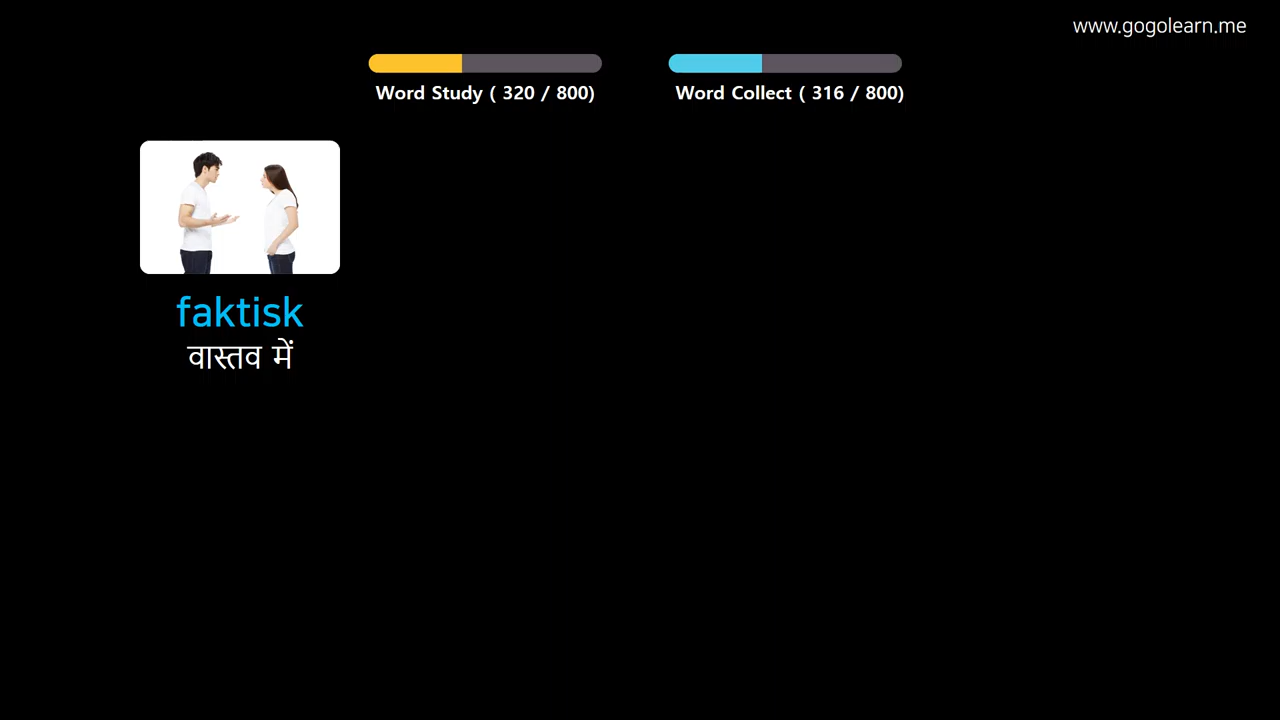 www.gogolearn.me
Word Study ( 320 / 800)
Word Collect ( 316 / 800)
faktisk
वास्तव में